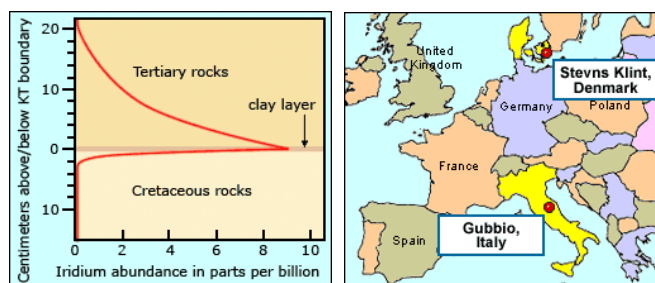 Centimeters above/below KT boundary
20
10
0
10
Tertiary rocks
clay layer
Cretaceous rocks
0 2 4 6 8 10
Iridium abundance in parts per billion
United
Kingdom
Stevns Klint,
Denmark
Germany
Poland
France
Gubbio,
Italy
Spain